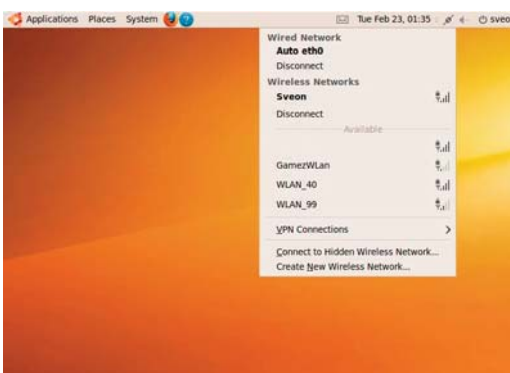 Applications Places System Tue Feb 23, 01:35 sveo
Wired Network
Auto eth0
Disconnect
Wireless Networks
Sveon
Disconnect
Available
GamezWLan
WLAN_40
WLAN_99
VPN Connections
Connect to Hidden Wireless Network...
Create New Wireless Network...